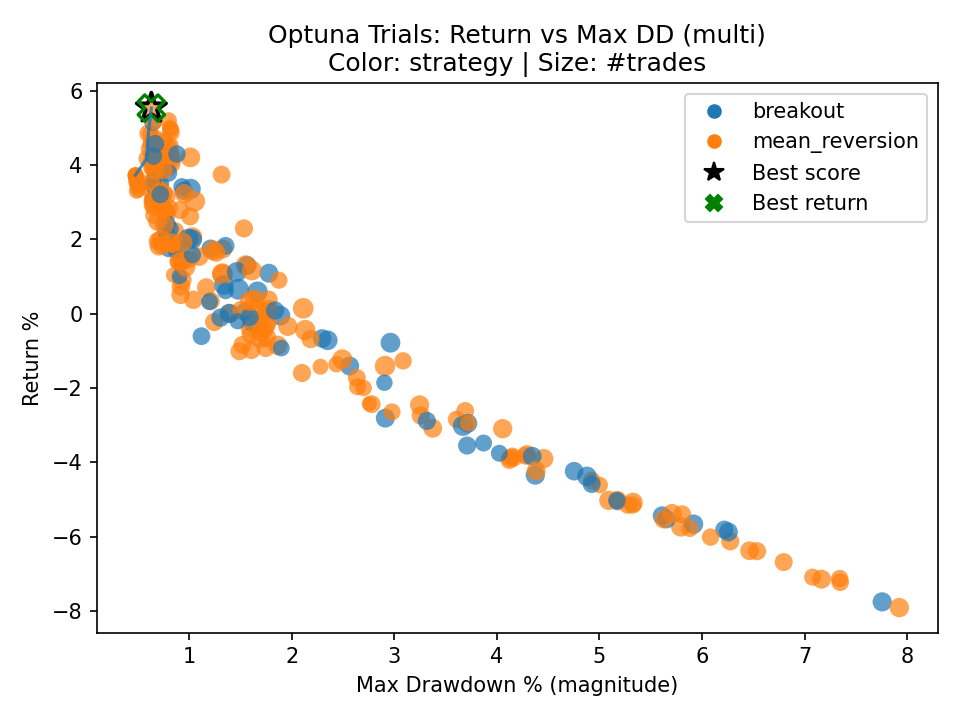 Optuna Trials: Return vs Max DD (multi)
Color: strategy | Size: #trades
6
4
2
0
−2
−4
−6
−8
Return %
breakout
mean_reversion
Best score
Best return
1 2 3 4 5 6 7 8
Max Drawdown % (magnitude)